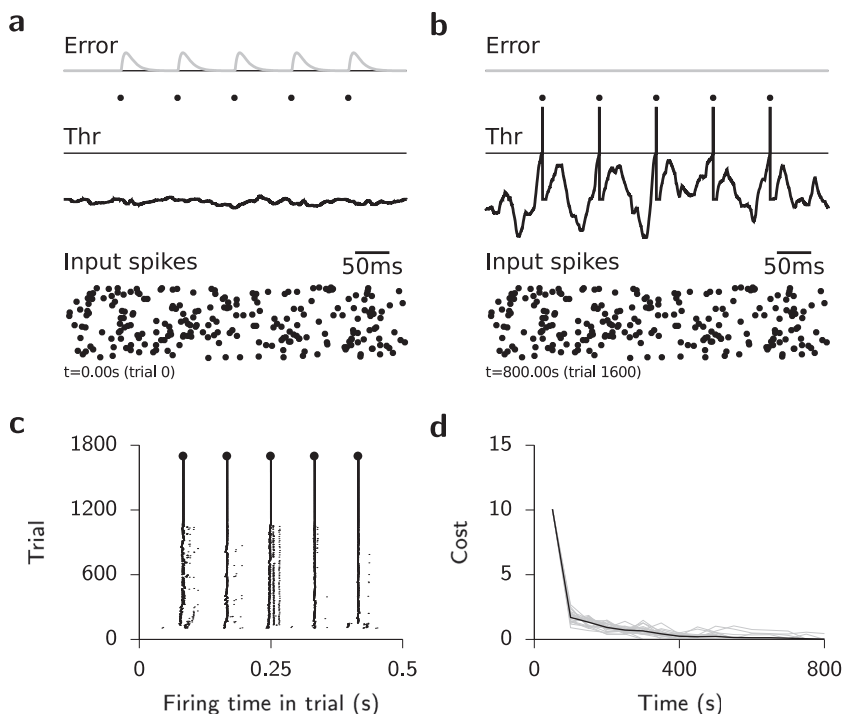 a
Error
Thr
Input spikes
50ms
t=0.00s (trial 0)
b
Error
Thr
Input spikes
50ms
t=800.00s (trial 1600)
c
1800
1200
600
0
Trial
0
0.25
0.5
Firing time in trial (s)
d
15
10
5
0
Cost
0
400
800
Time (s)